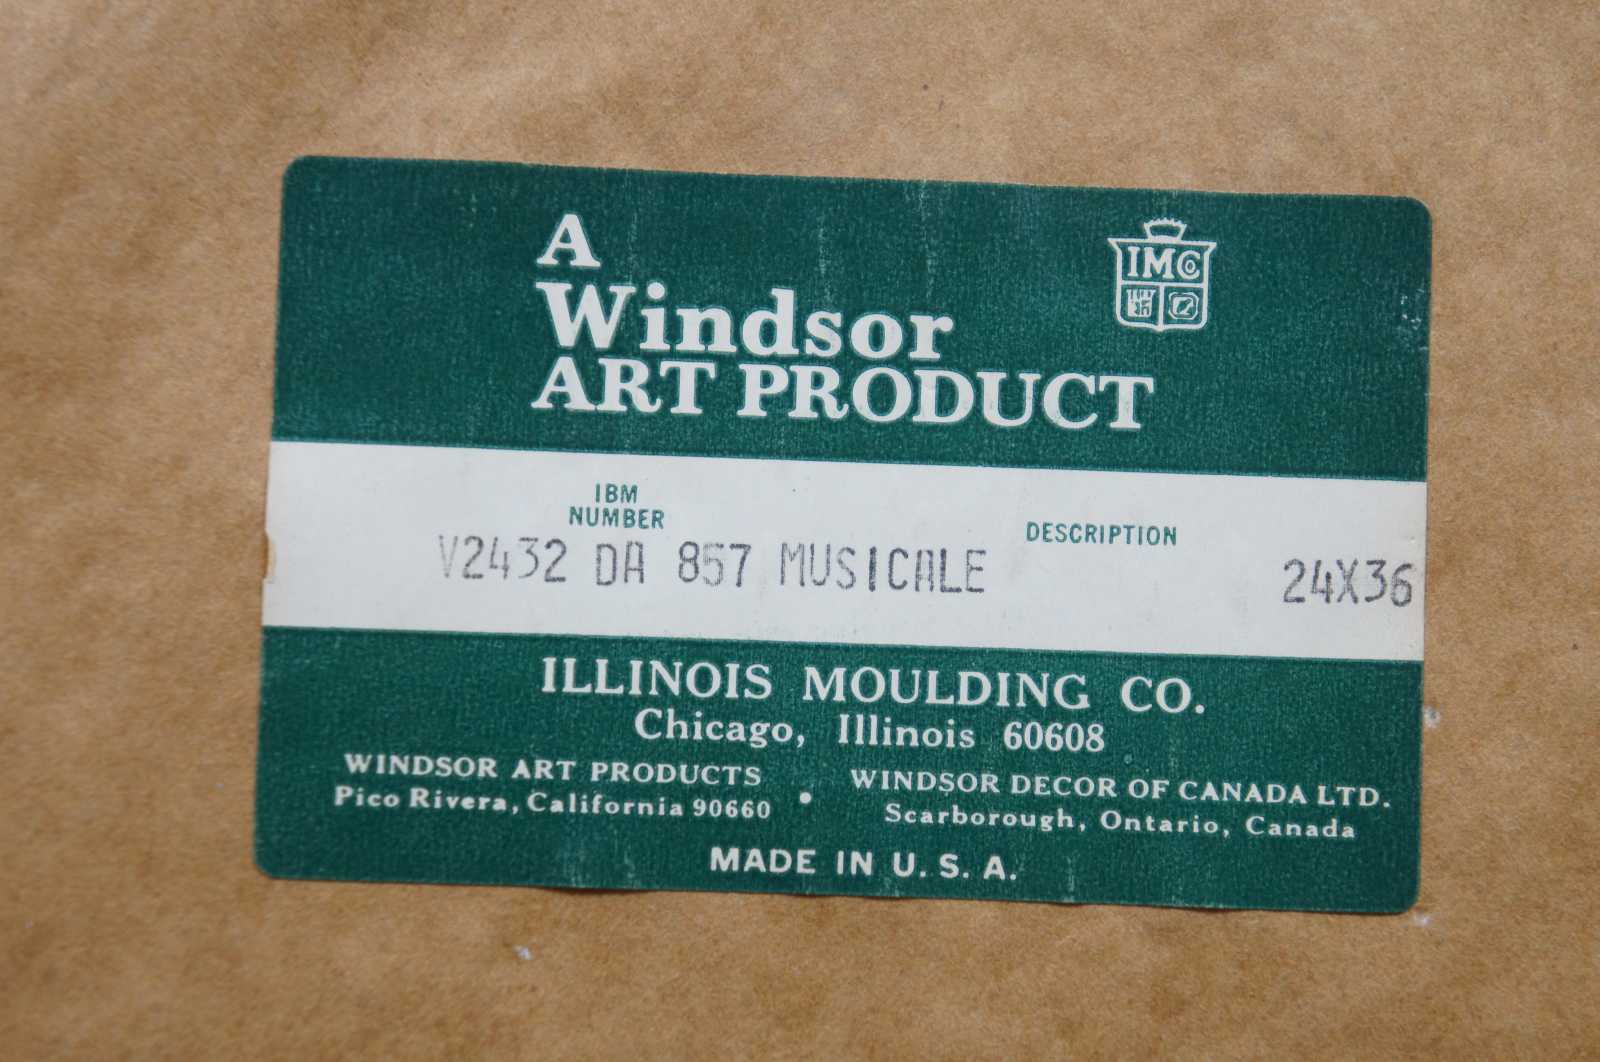 A
Windsor
ART PRODUCT
IMCo
IBM
NUMBER
DESCRIPTION
V2432 DA 857 MUSICALE 24X36
ILLINOIS MOULDING CO.
Chicago, Illinois 60608
WINDSOR ART PRODUCTS
Pico Rivera, California 90660
•
WINDSOR DECOR OF CANADA LTD.
Scarborough, Ontario, Canada
MADE IN U. S. A.